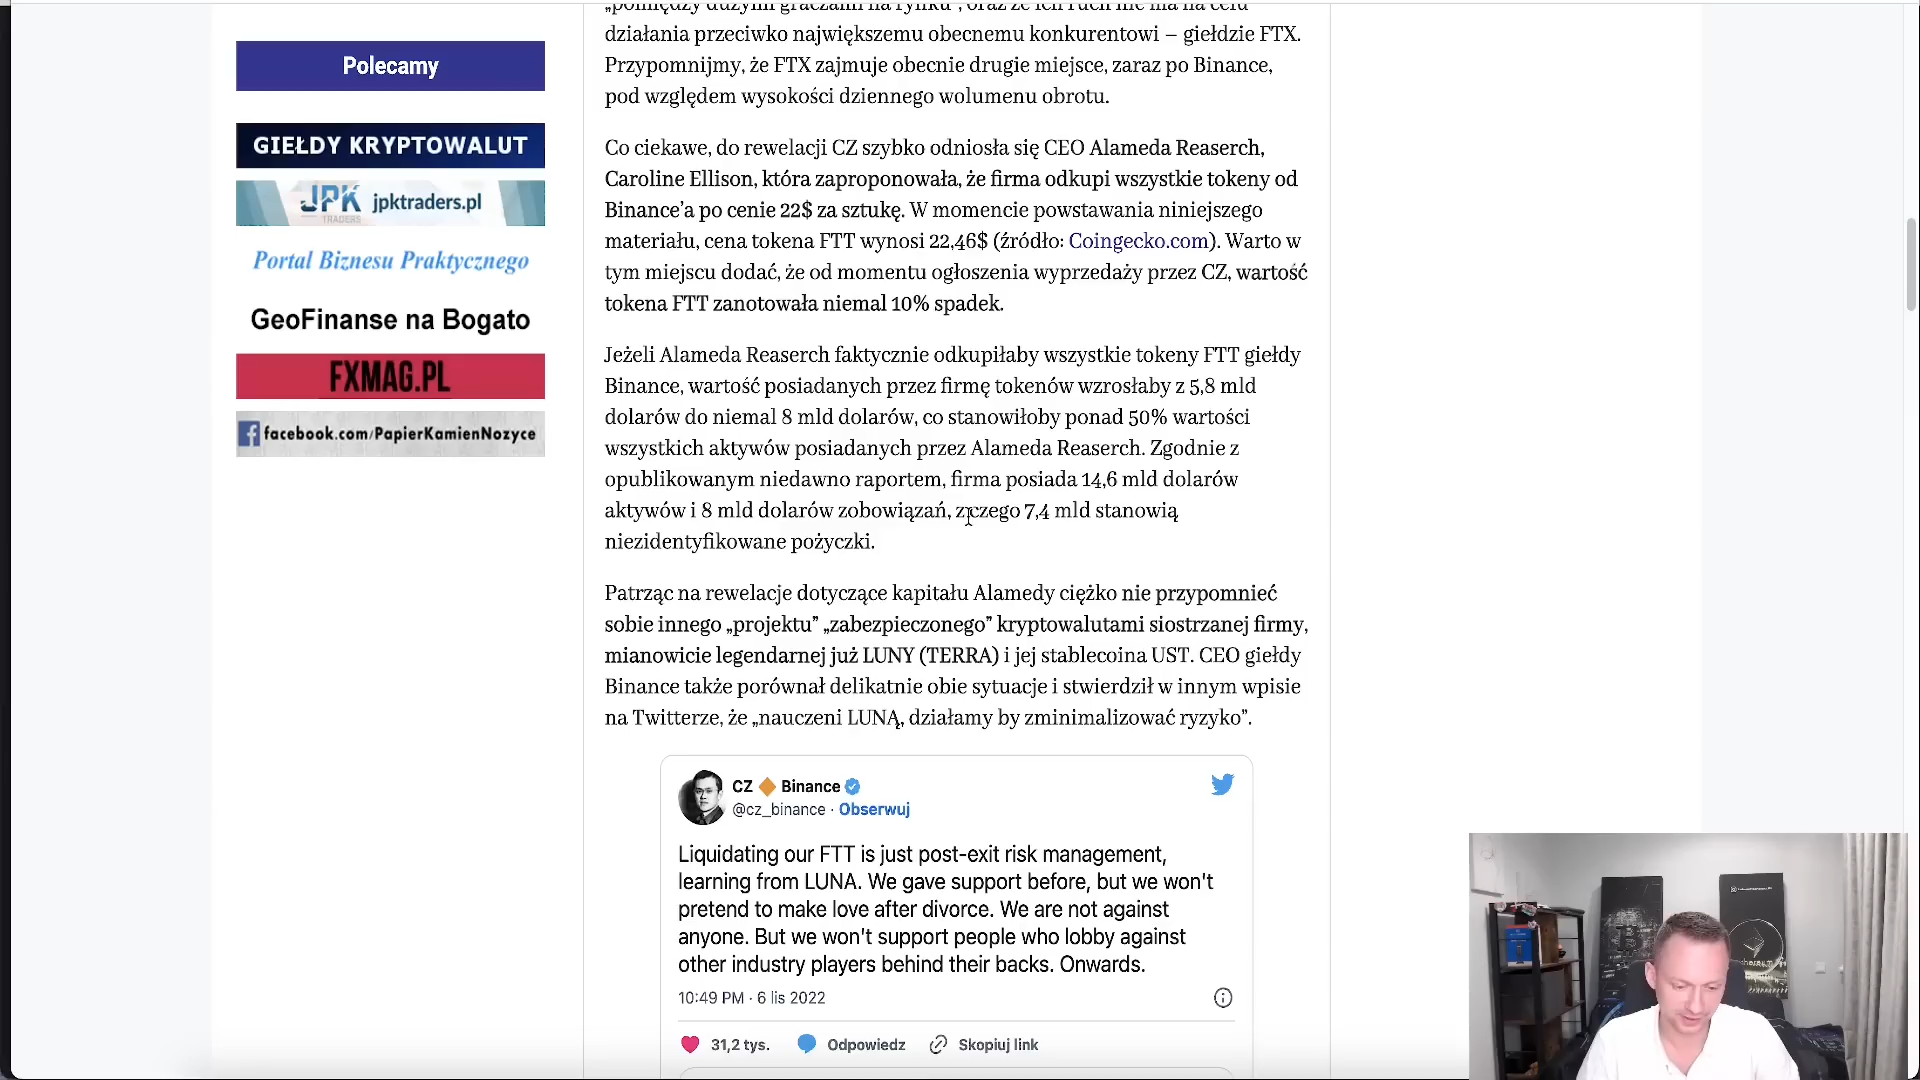 „pomiędzy dużymi graczami na rynku”, oraz że ich ruch nie ma na celu
działania przeciwko największemu obecnemu konkurentowi – giełdzie FTX.
Przypomnijmy, że FTX zajmuje obecnie drugie miejsce, zaraz po Binance,
pod względem wysokości dziennego wolumenu obrotu.
Co ciekawe, do rewelacji CZ szybko odniosła się CEO Alameda Reaserch,
Caroline Ellison, która zaproponowała, że firma odkupi wszystkie tokeny od
Binance’a po cenie 22$ za sztukę. W momencie powstawania niniejszego
materiału, cena tokena FTT wynosi 22,46$ (źródło: Coingecko.com). Warto w
tym miejscu dodać, że od momentu ogłoszenia wyprzedaży przez CZ, wartość
tokena FTT zanotowała niemal 10% spadek.
Jeżeli Alameda Reaserch faktycznie odkupiłaby wszystkie tokeny FTT giełdy
Binance, wartość posiadanych przez firmę tokenów wzrosłaby z 5,8 mld
dolarów do niemal 8 mld dolarów, co stanowiłoby ponad 50% wartości
wszystkich aktywów posiadanych przez Alameda Reaserch. Zgodnie z
opublikowanym niedawno raportem, firma posiada 14,6 mld dolarów
aktywów i 8 mld dolarów zobowiązań, z czego 7,4 mld stanowią
niezidentyfikowane pożyczki.
Patrząc na rewelacje dotyczące kapitału Alamedy ciężko nie przypomnieć
sobie innego „projektu” „zabezpieczonego” kryptowalutami siostrzanej firmy,
mianowicie legendarnej już LUNY (TERRA) i jej stablecoina UST. CEO giełdy
Binance także porównał delikatnie obie sytuacje i stwierdził w innym wpisie
na Twitterze, że „nauczeni LUNĄ, działamy by zminimalizować ryzyko”.
CZ Binance
@cz_binance · Obserwuj
Liquidating our FTT is just post-exit risk management,
learning from LUNA. We gave support before, but we won't
pretend to make love after divorce. We are not against
anyone. But we won't support people who lobby against
other industry players behind their backs. Onwards.
10:49 PM · 6 lis 2022
31,2 tys. Odpowiedz Skopiuj link
Polecamy
GIEŁDY KRYPTOWALUT
JPK TRADERS jpktraders.pl
Portal Biznesu Praktycznego
GeoFinanse na Bogato
FXMAG.PL
facebook.com/PapierKamienNozyce